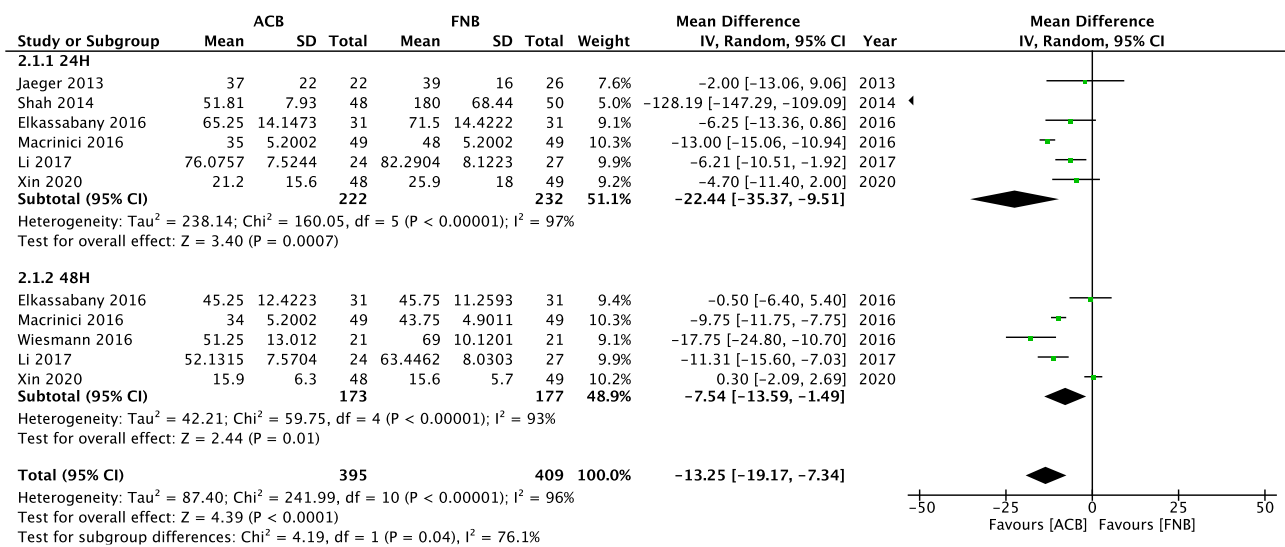 ACB FNB Mean Difference Mean Difference
Study or Subgroup Mean SD Total Mean SD Total Weight IV, Random, 95% CI Year IV, Random, 95% CI
2.1.1 24H
Jaeger 2013 37 22 22 39 16 26 7.6% −2.00 [−13.06, 9.06] 2013
Shah 2014 51.81 7.93 48 180 68.44 50 5.0% −128.19 [−147.29, −109.09] 2014
Elkassabany 2016 65.25 14.1473 31 71.5 14.4222 31 9.1% −6.25 [−13.36, 0.86] 2016
Macrinici 2016 35 5.2002 49 48 5.2002 49 10.3% −13.00 [−15.06, −10.94] 2016
Li 2017 76.0757 7.5244 24 82.2904 8.1223 27 9.9% −6.21 [−10.51, −1.92] 2017
Xin 2020 21.2 15.6 48 25.9 18 49 9.2% −4.70 [−11.40, 2.00] 2020
Subtotal (95% CI) 222 232 51.1% −22.44 [−35.37, −9.51]
Heterogeneity: Tau² = 238.14; Chi² = 160.05, df = 5 (P < 0.00001); I² = 97%
Test for overall effect: Z = 3.40 (P = 0.0007)
2.1.2 48H
Elkassabany 2016 45.25 12.4223 31 45.75 11.2593 31 9.4% −0.50 [−6.40, 5.40] 2016
Macrinici 2016 34 5.2002 49 43.75 4.9011 49 10.3% −9.75 [−11.75, −7.75] 2016
Wiesmann 2016 51.25 13.012 21 69 10.1201 21 9.1% −17.75 [−24.80, −10.70] 2016
Li 2017 52.1315 7.5704 24 63.4462 8.0303 27 9.9% −11.31 [−15.60, −7.03] 2017
Xin 2020 15.9 6.3 48 15.6 5.7 49 10.2% 0.30 [−2.09, 2.69] 2020
Subtotal (95% CI) 173 177 48.9% −7.54 [−13.59, −1.49]
Heterogeneity: Tau² = 42.21; Chi² = 59.75, df = 4 (P < 0.00001); I² = 93%
Test for overall effect: Z = 2.44 (P = 0.01)
Total (95% CI) 395 409 100.0% −13.25 [−19.17, −7.34]
Heterogeneity: Tau² = 87.40; Chi² = 241.99, df = 10 (P < 0.00001); I² = 96%
Test for overall effect: Z = 4.39 (P < 0.0001)
Test for subgroup differences: Chi² = 4.19, df = 1 (P = 0.04), I² = 76.1%
−50 −25 0 25 50
Favours [ACB] Favours [FNB]